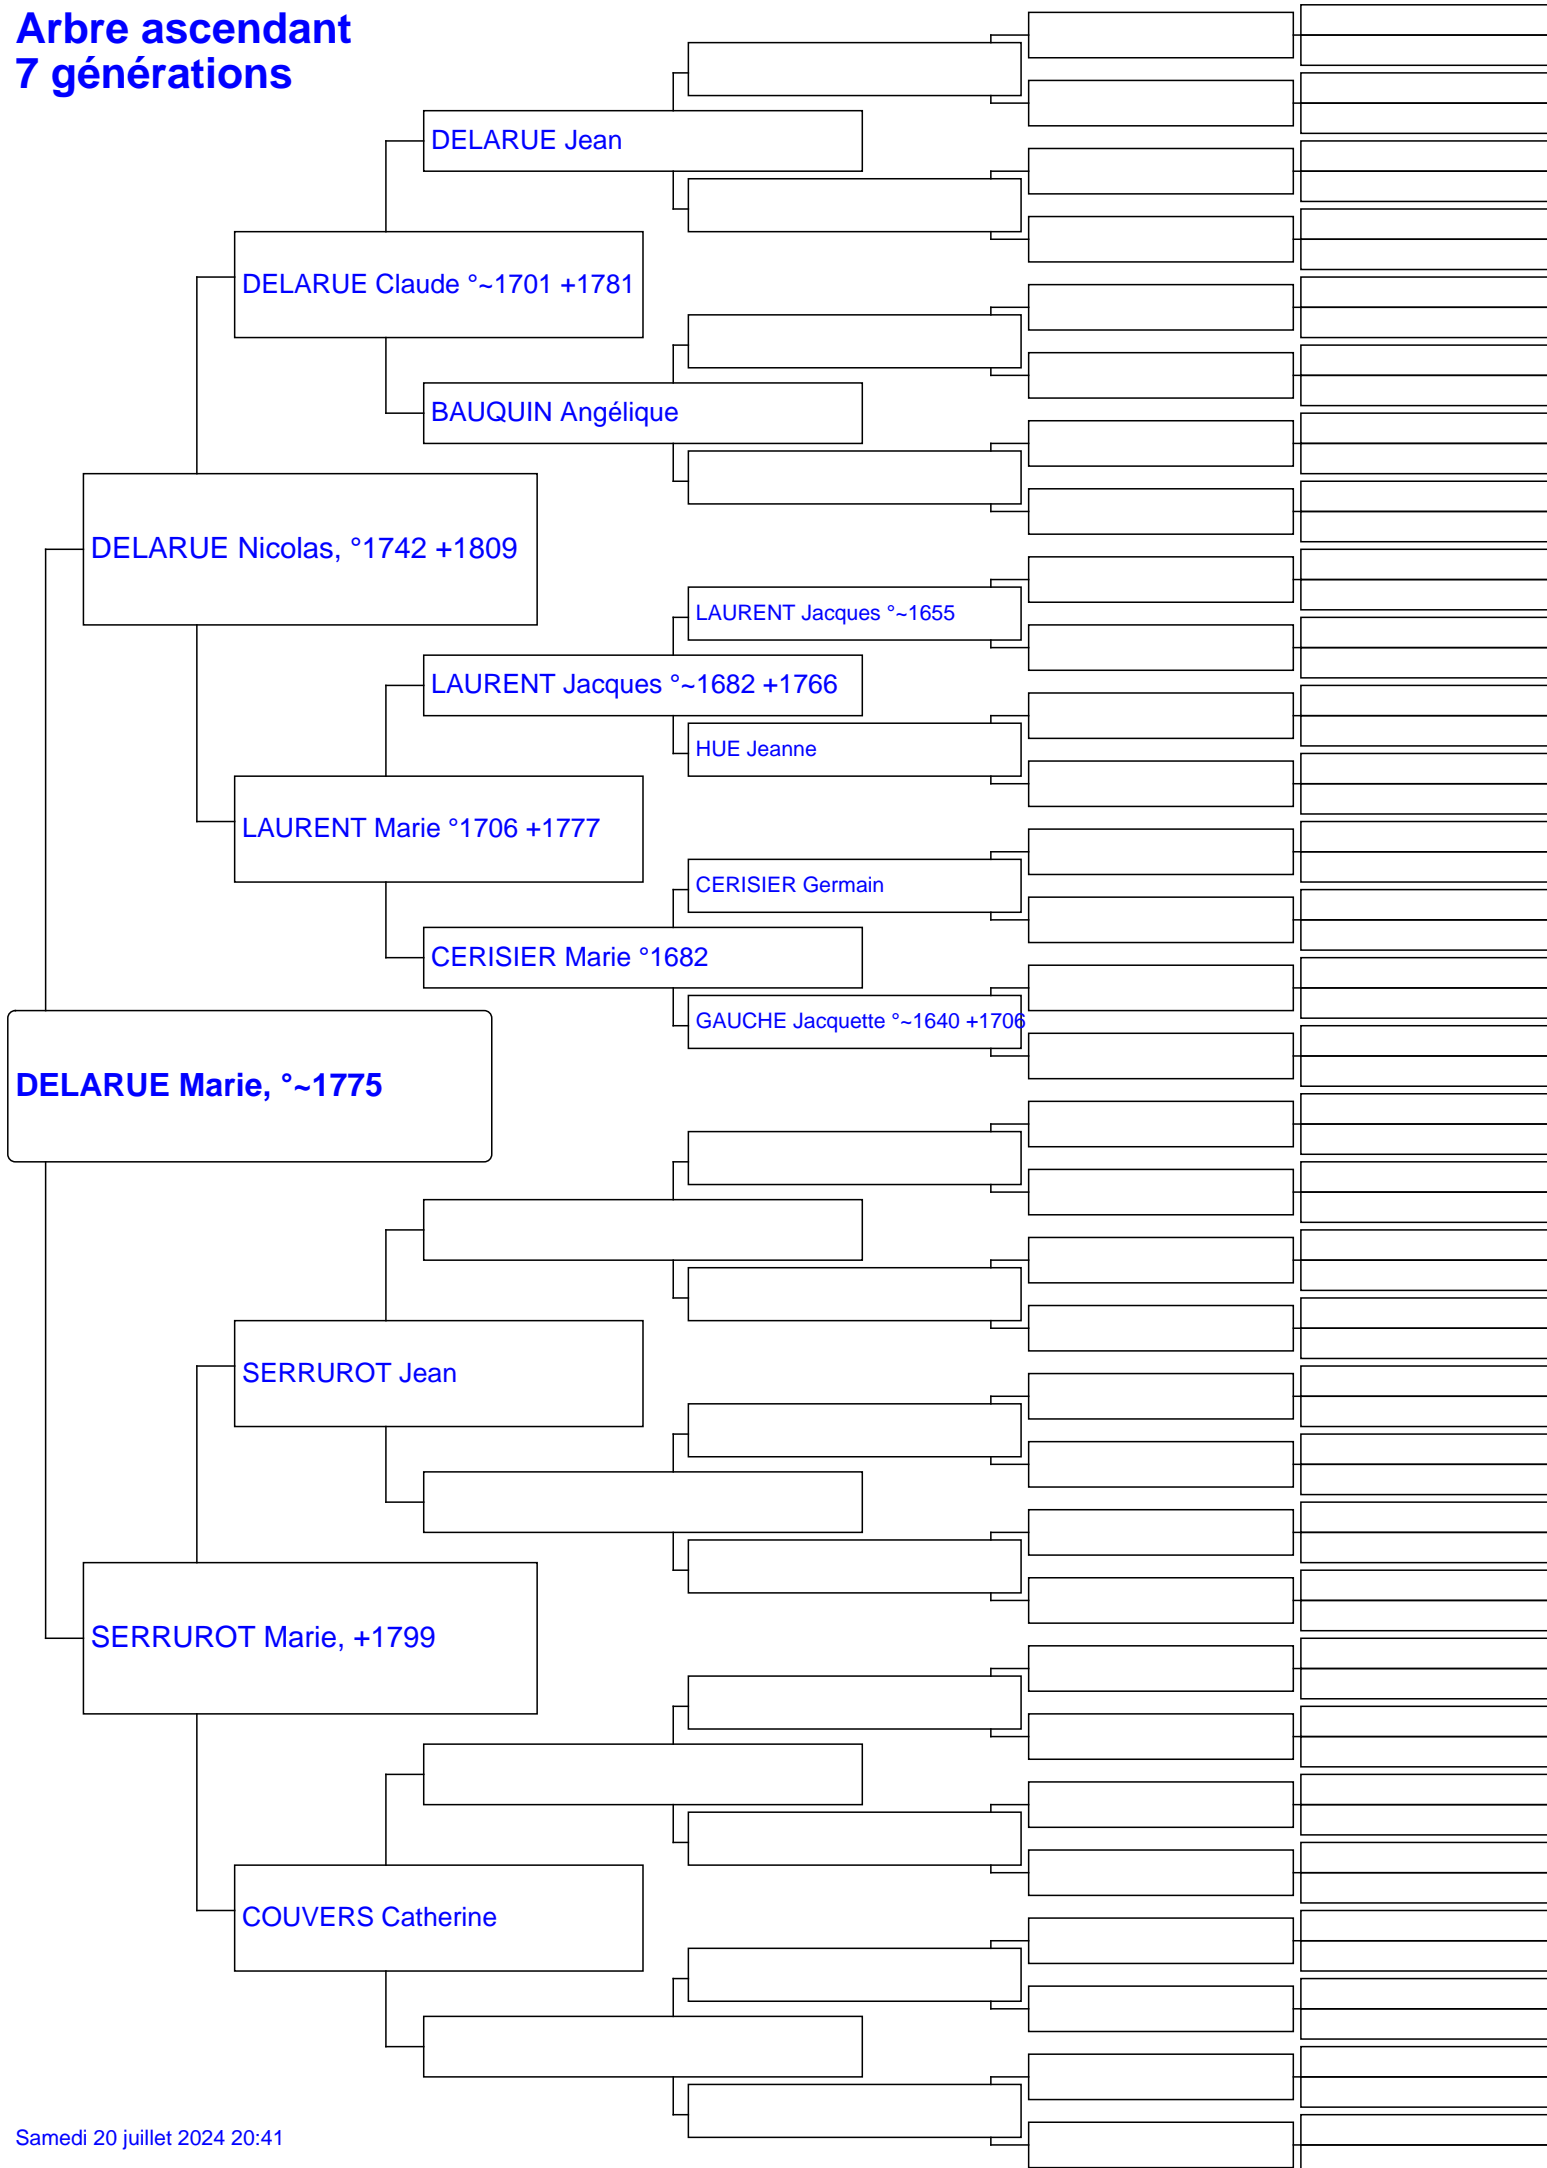 Arbre ascendant
7 générations
DELARUE Jean
DELARUE Claude °~1701 +1781
BAUQUIN Angélique
DELARUE Nicolas, °1742 +1809
LAURENT Jacques °~1655
LAURENT Jacques °~1682 +1766
HUE Jeanne
LAURENT Marie °1706 +1777
CERISIER Germain
CERISIER Marie °1682
GAUCHE Jacquette °~1640 +1706
DELARUE Marie, °~1775
SERRUROT Jean
SERRUROT Marie, +1799
COUVERS Catherine
Samedi 20 juillet 2024 20:41